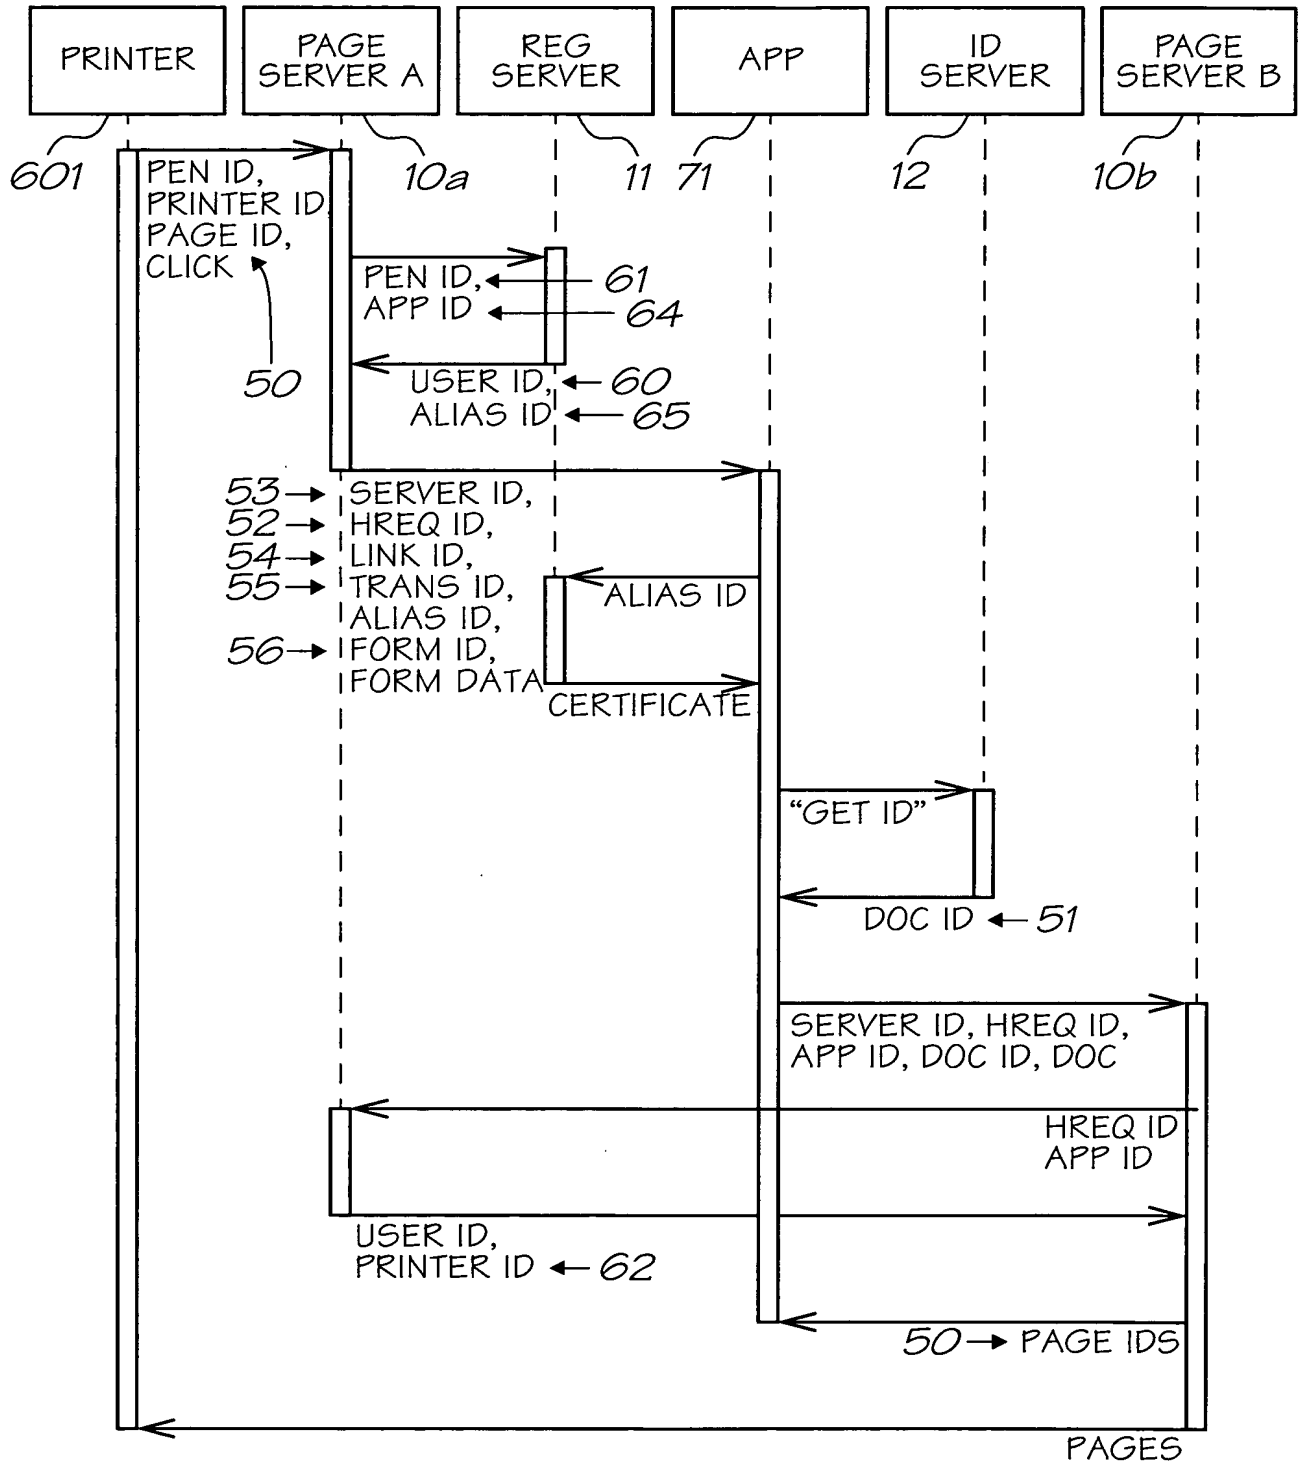 PRINTER
PAGE
SERVER A
REG
SERVER
APP
ID
SERVER
PAGE
SERVER B
601
10a
11
71
12
10b
PEN ID,
PRINTER ID
PAGE ID,
CLICK
50
PEN ID, 61
APP ID 64
USER ID, 60
ALIAS ID 65
53 SERVER ID,
52 HREQ ID,
54 LINK ID,
55 TRANS ID,
ALIAS ID,
56 FORM ID,
FORM DATA
ALIAS ID
CERTIFICATE
“GET ID”
DOC ID 51
SERVER ID, HREQ ID,
APP ID, DOC ID, DOC
HREQ ID
APP ID
USER ID,
PRINTER ID 62
50 PAGE IDS
PAGES